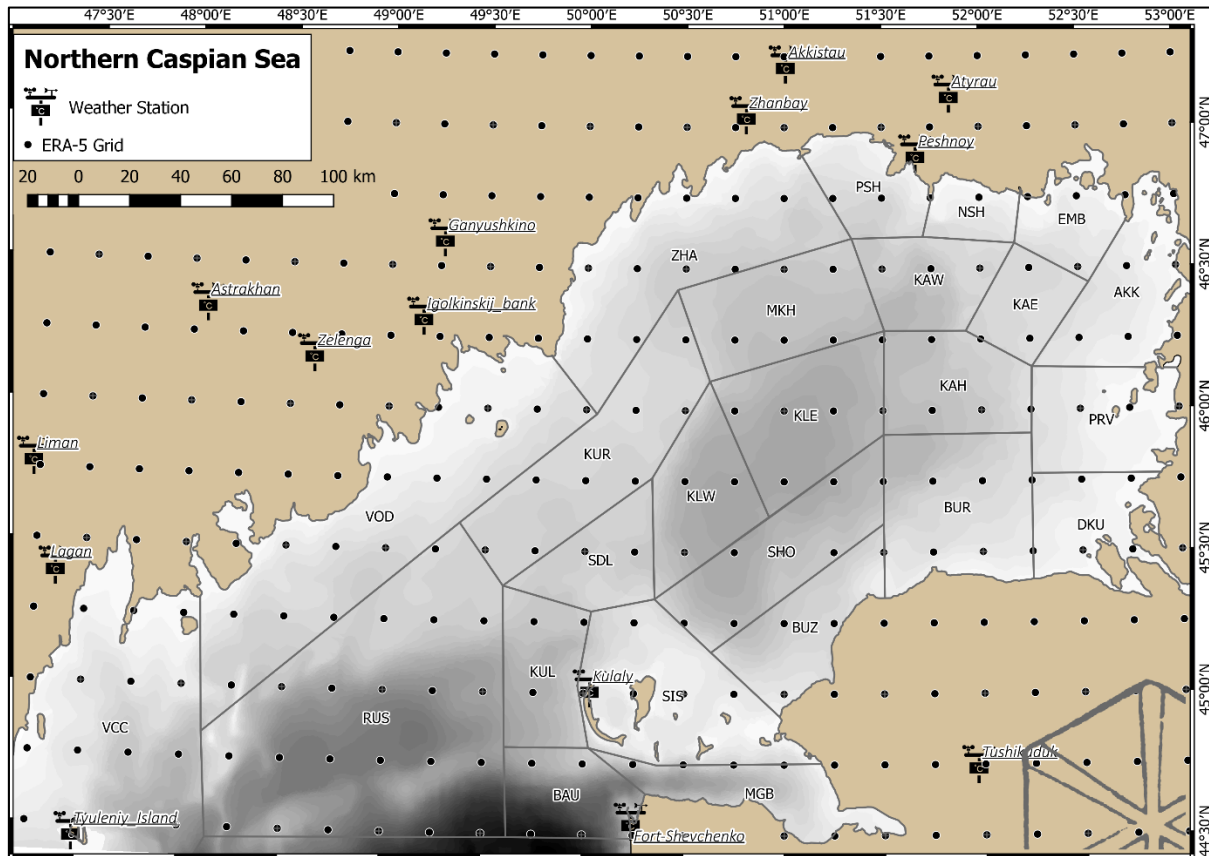 47°30'E 48°00'E 48°30'E 49°00'E 49°30'E 50°00'E 50°30'E 51°00'E 51°30'E 52°00'E 52°30'E 53°00'E
Northern Caspian Sea
°C Weather Station
ERA-5 Grid
20 0 20 40 60 80 100 km
Akkistau
Atyrau
Zhanbay
47°00'N
Peshnoy
PSH
NSH
EMB
Ganyushkino
ZHA
46°30'N
KAW
AKK
Astrakhan
Igolkinskij_bank
MKH
KAE
Zelenga
KAH
46°00'N
KLE
PRV
Liman
KUR
KLW
BUR
VOD
DKU
45°30'N
Lagan
SDL
SHO
BUZ
KUL
Kulaly
SIS
45°00'N
VCC
RUS
Tushikuduk
BAU
MGB
Tyuleniy_Island
Fort-Shevchenko
44°30'N